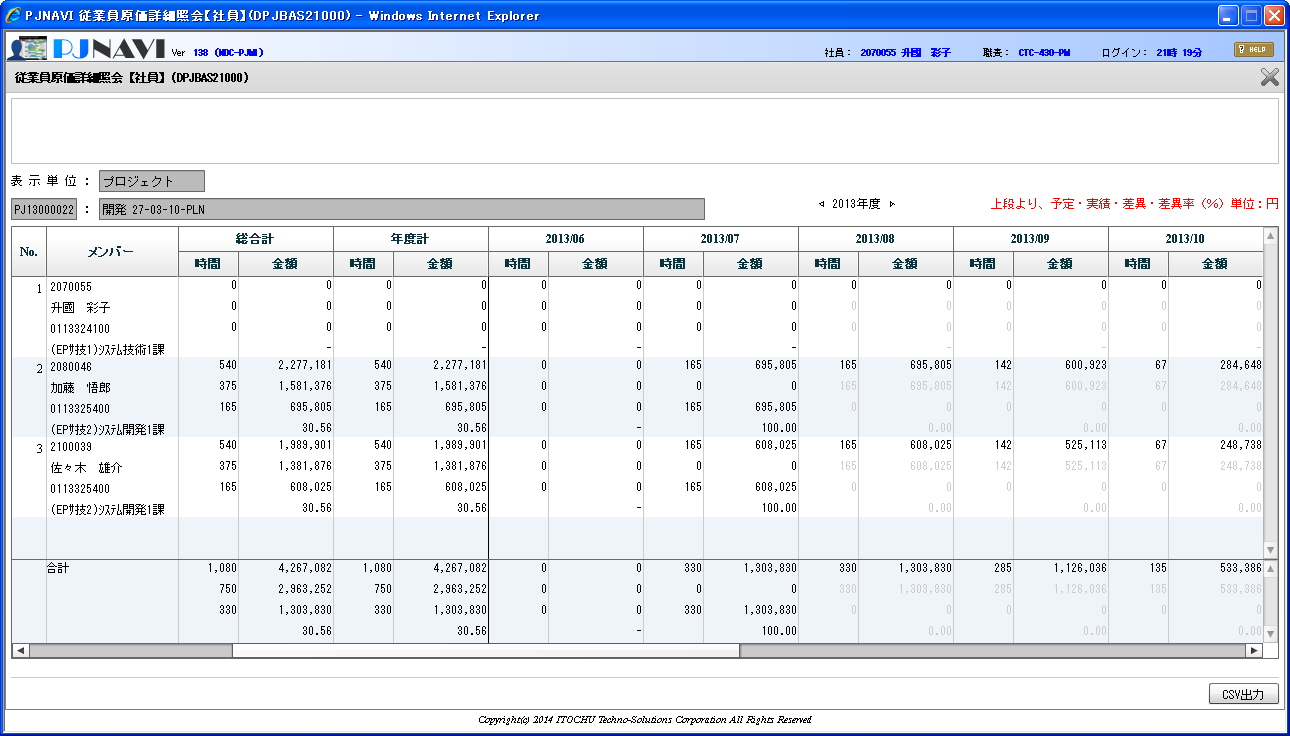 PJNAVI 従業員原価詳細照会【社員】(DPJBAS21000) - Windows Internet Explorer
PJNAVI Ver 138 (NDC-PJMI) 社員： 2070055 升國 彩子 職責： CTC-430-PM ログイン： 21時 19分 HELP
従業員原価詳細照会【社員】(DPJBAS21000)
表示単位： プロジェクト
PJ13000022 ： 開発 27-03-10-PLN 2013年度 上段より、予定・実績・差異・差異率（%）単位：円
No. メンバー 総合計 年度計 2013/06 2013/07 2013/08 2013/09 2013/10
時間 金額 時間 金額 時間 金額 時間 金額 時間 金額 時間 金額 時間 金額
1 2070055 0 0 0 0 0 0 0 0 0 0 0 0 0 0
升國 彩子 0 0 0 0 0 0 0 0 0 0 0 0 0 0
0113324100 0 0 0 0 0 0 0 0 0 0 0 0 0 0
(EPｻ技1)ｼｽﾃﾑ技術1課 - - - - - - -
2 2080046 540 2,277,181 540 2,277,181 0 0 165 695,805 165 695,805 142 600,923 67 284,648
加藤 悟郎 375 1,581,376 375 1,581,376 0 0 0 0 165 695,805 142 600,923 67 284,648
0113325400 165 695,805 165 695,805 0 0 165 695,805 0 0 0 0 0 0
(EPｻ技2)ｼｽﾃﾑ開発1課 30.56 30.56 - 100.00 0.00 0.00 0.00
3 2100039 540 1,989,901 540 1,989,901 0 0 165 608,025 165 608,025 142 525,113 67 248,738
佐々木 雄介 375 1,381,876 375 1,381,876 0 0 0 0 165 608,025 142 525,113 67 248,738
0113325400 165 608,025 165 608,025 0 0 165 608,025 0 0 0 0 0 0
(EPｻ技2)ｼｽﾃﾑ開発1課 30.56 30.56 - 100.00 0.00 0.00 0.00
合計 1,080 4,267,082 1,080 4,267,082 0 0 330 1,303,830 330 1,303,830 285 1,126,036 135 533,386
750 2,963,252 750 2,963,252 0 0 0 0 330 1,303,830 285 1,126,036 135 533,386
330 1,303,830 330 1,303,830 0 0 330 1,303,830 0 0 0 0 0 0
30.56 30.56 - 100.00 0.00 0.00 0.00
CSV出力
Copyright(c) 2014 ITOCHU Techno-Solutions Corporation All Rights Reserved